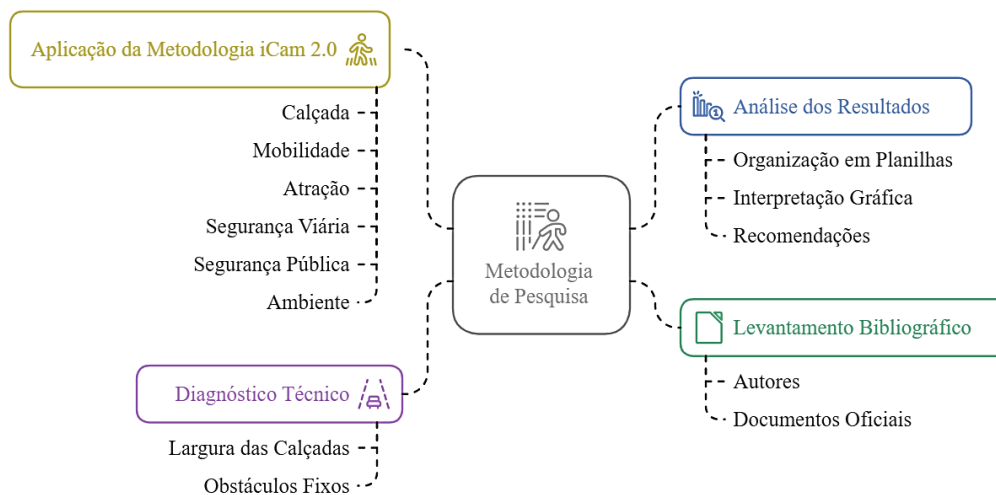 Aplicação da Metodologia iCam 2.0
Calçada
Mobilidade
Atração
Segurança Viária
Segurança Pública
Ambiente
Diagnóstico Técnico
Largura das Calçadas
Obstáculos Fixos
Metodologia
de Pesquisa
Análise dos Resultados
Organização em Planilhas
Interpretação Gráfica
Recomendações
Levantamento Bibliográfico
Autores
Documentos Oficiais